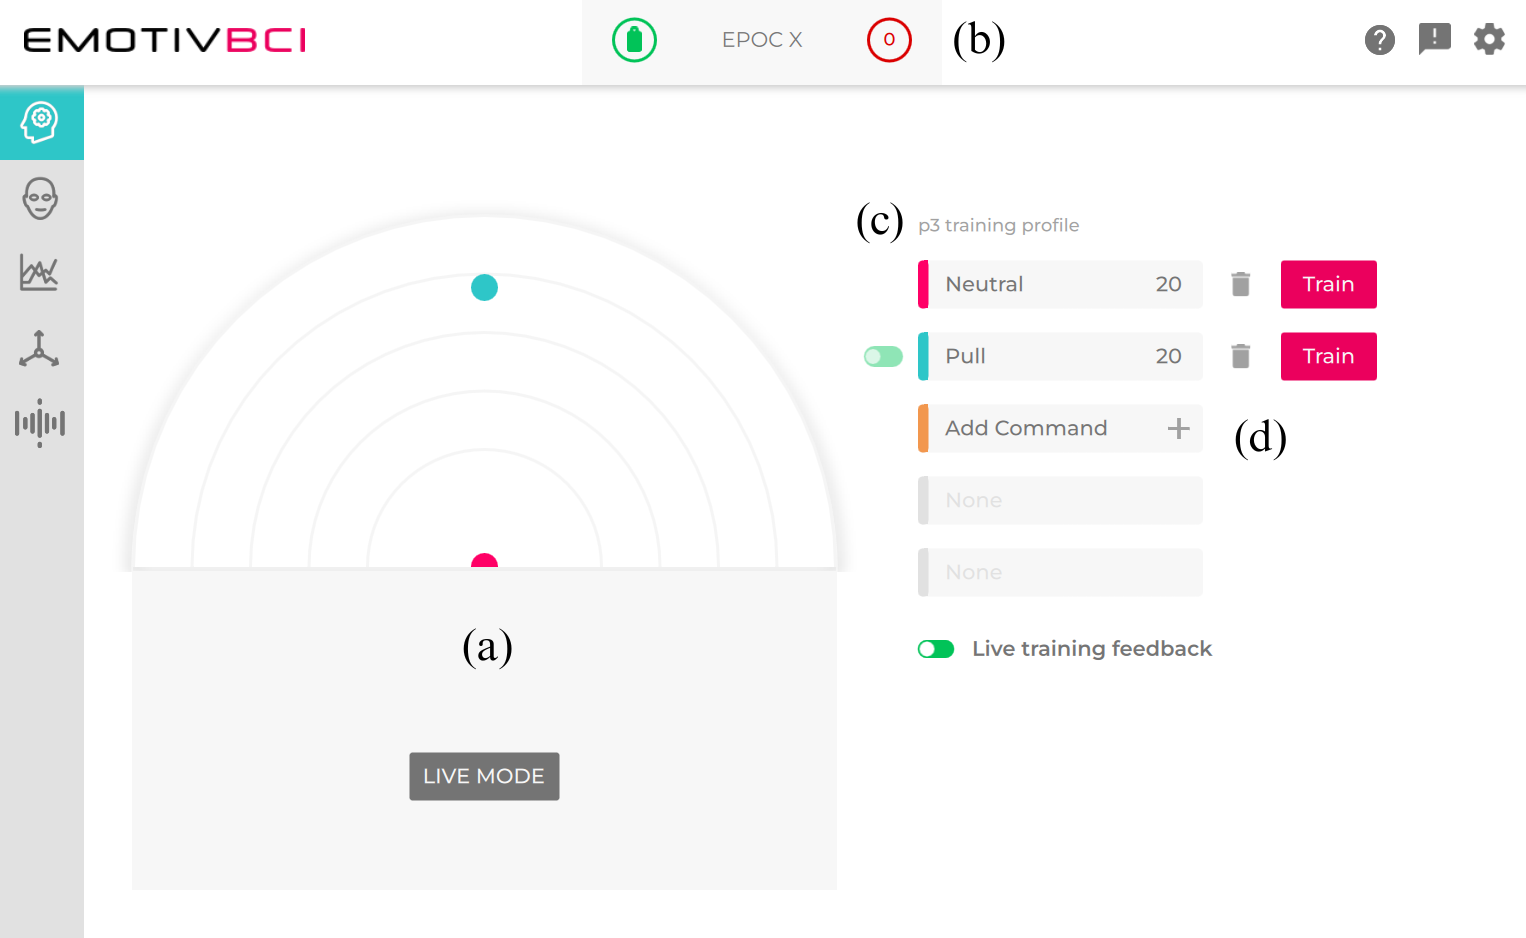 EMOTIVBCI
EPOC X
0
(b)
(c)
p3 training profile
Neutral 20 Train
Pull 20 Train
Add Command +
(d)
None
None
Live training feedback
(a)
LIVE MODE